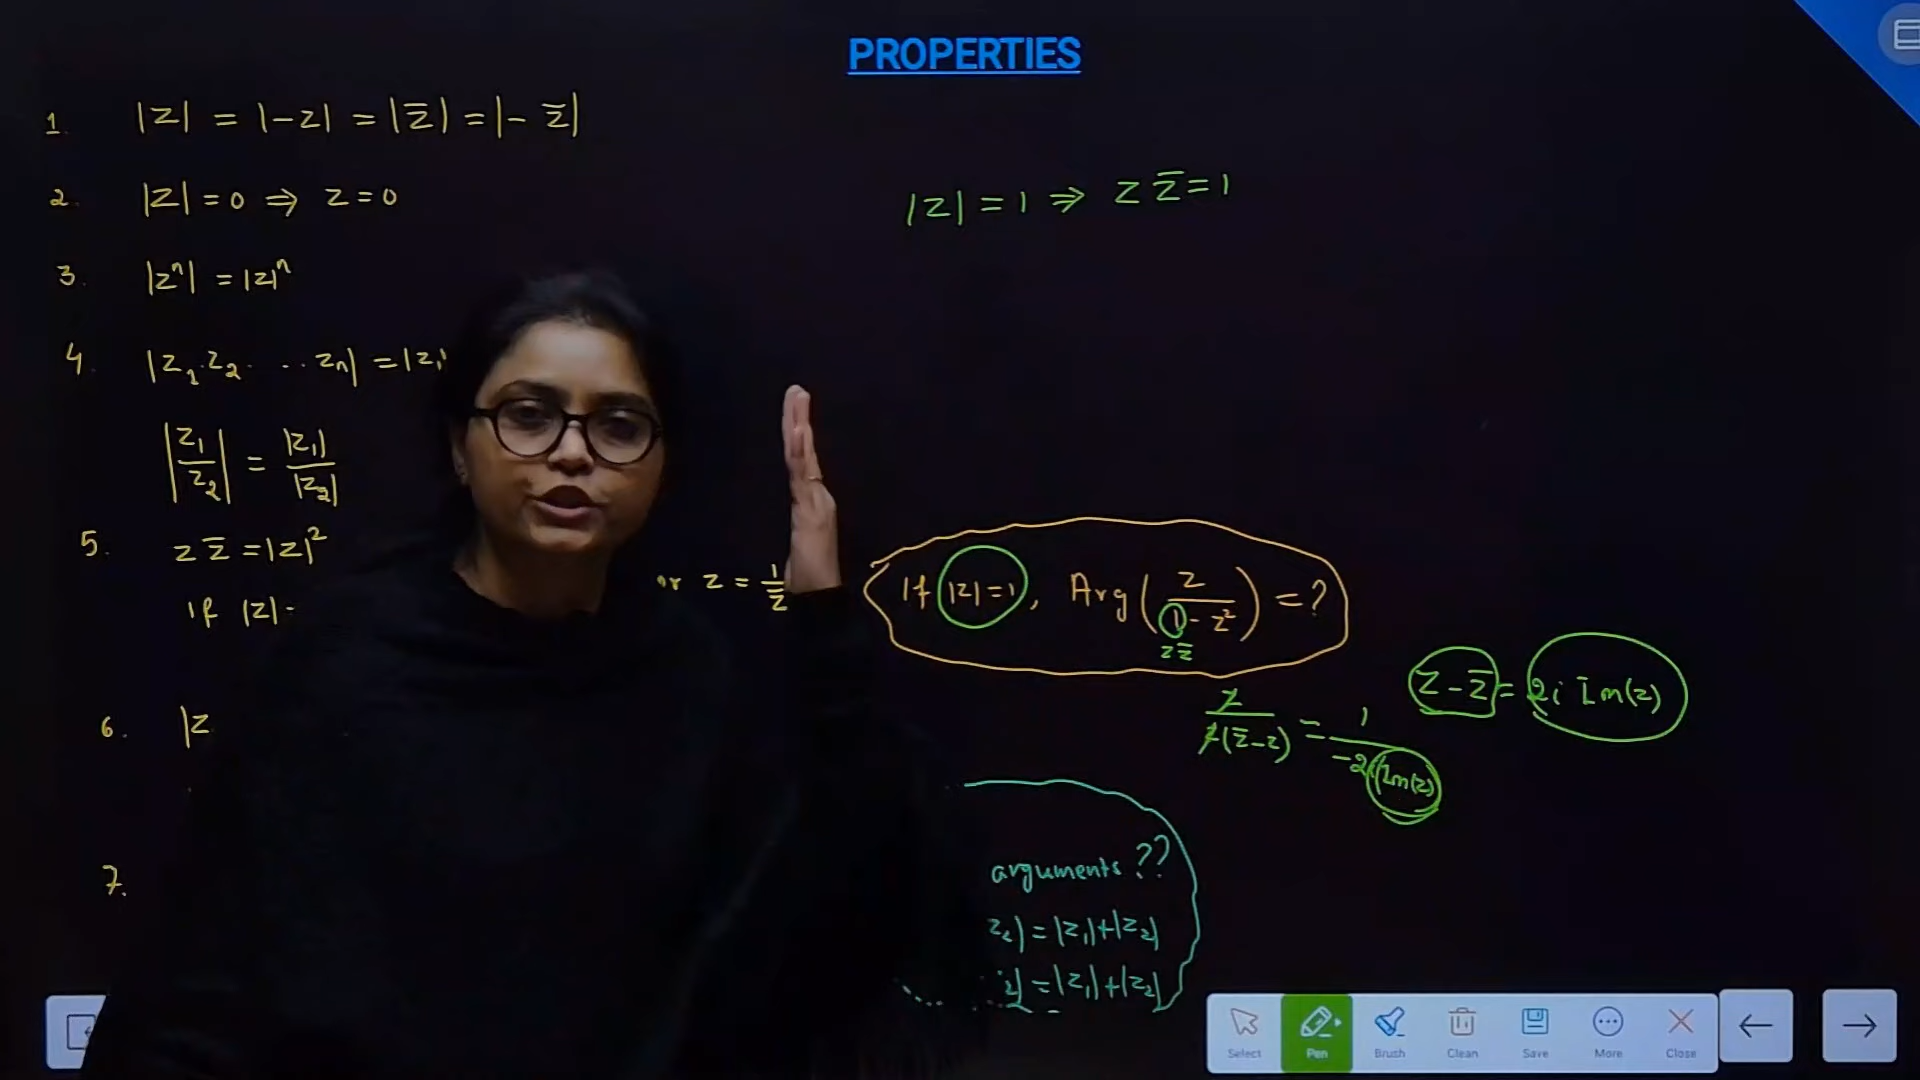 PROPERTIES
1. |z| = |-z| = |z̅| = |- z̅|
2. |z| = 0 ⇒ z = 0
|z| = 1 ⇒ z z̅ = 1
3. |zⁿ| = |z|ⁿ
4. |z₁.z₂. . . zₙ| = |z₁
|z₁/z₂| = |z₁|/|z₂|
5. z z̅ = |z|²
if |z|
or z = 1/z̅
If |z|=1, Arg(z/(1 - z²)) = ?
z z̅
z - z̅ = 2i Im(z)
z/(z(z̅-z)) = 1/(-2i Im(z))
6. |z
7.
arguments ??
z₂| = |z₁|+|z₂|
₂| = |z₁|+|z₂|
Select
Pen
Brush
Clean
Save
More
Close